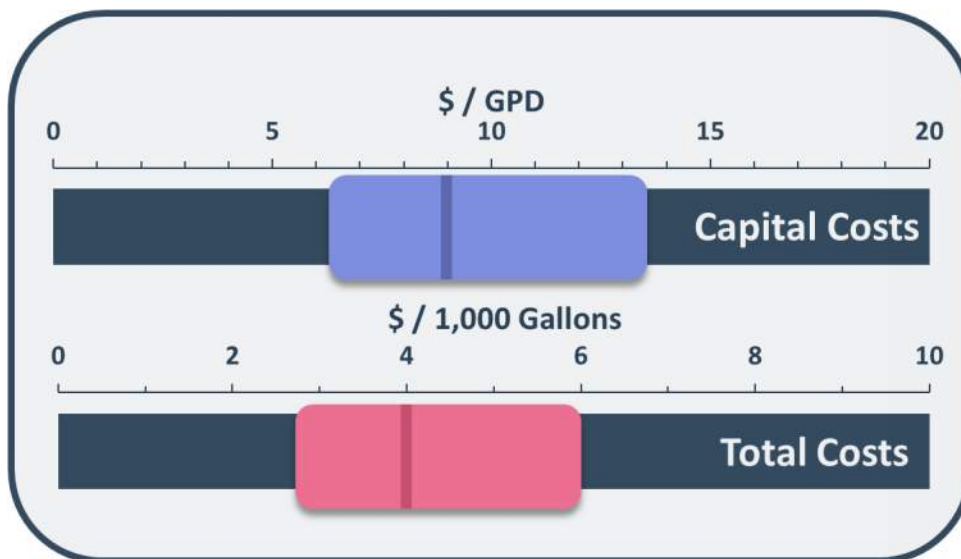 $ / GPD
0 5 10 15 20
Capital Costs
$ / 1,000 Gallons
0 2 4 6 8 10
Total Costs